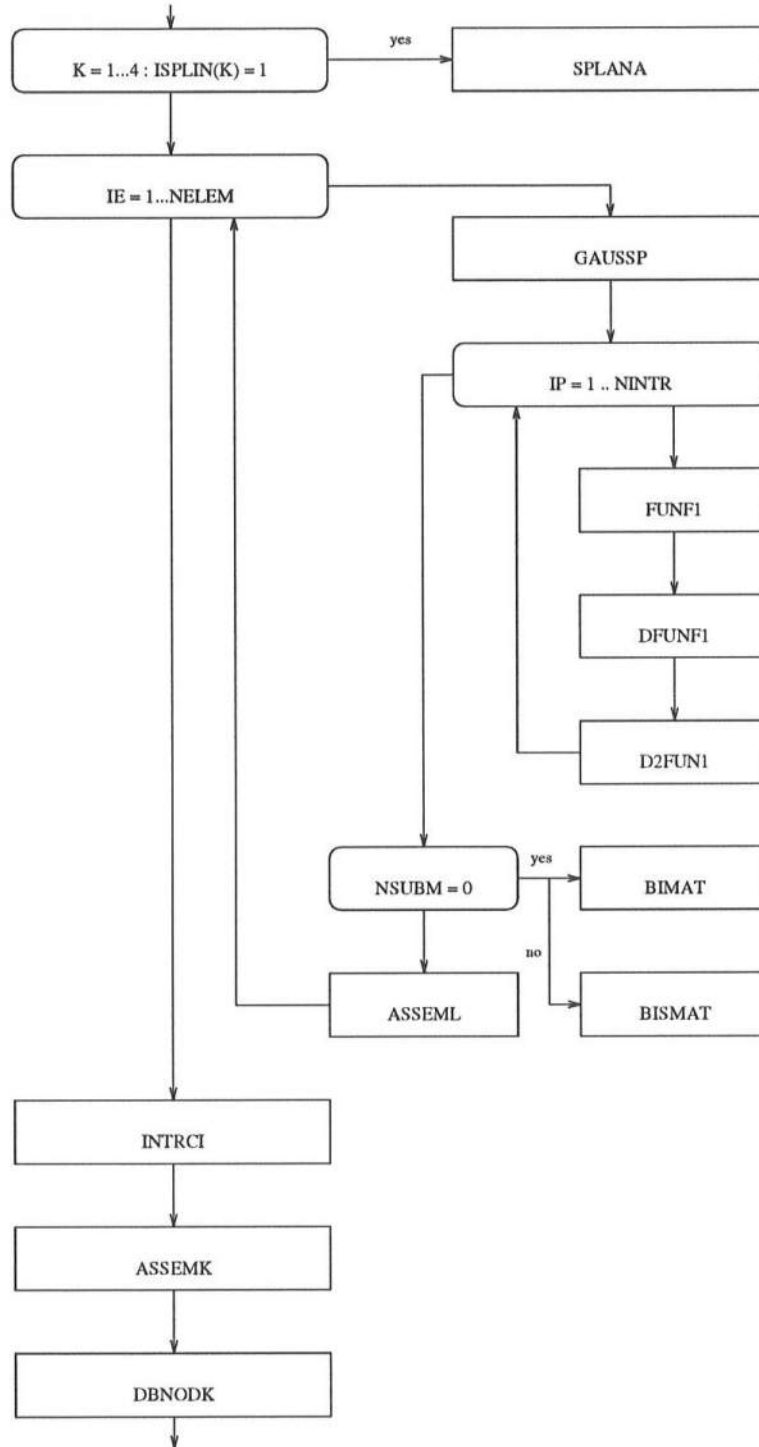 yes
K = 1...4 : ISPLIN(K) = 1
SPLANA
IE = 1...NELEM
GAUSSP
IP = 1 .. NINTR
FUNF1
DFUNF1
D2FUN1
yes
NSUBM = 0
BIMAT
no
ASSEML
BISMAT
INTRCI
ASSEMK
DBNODK